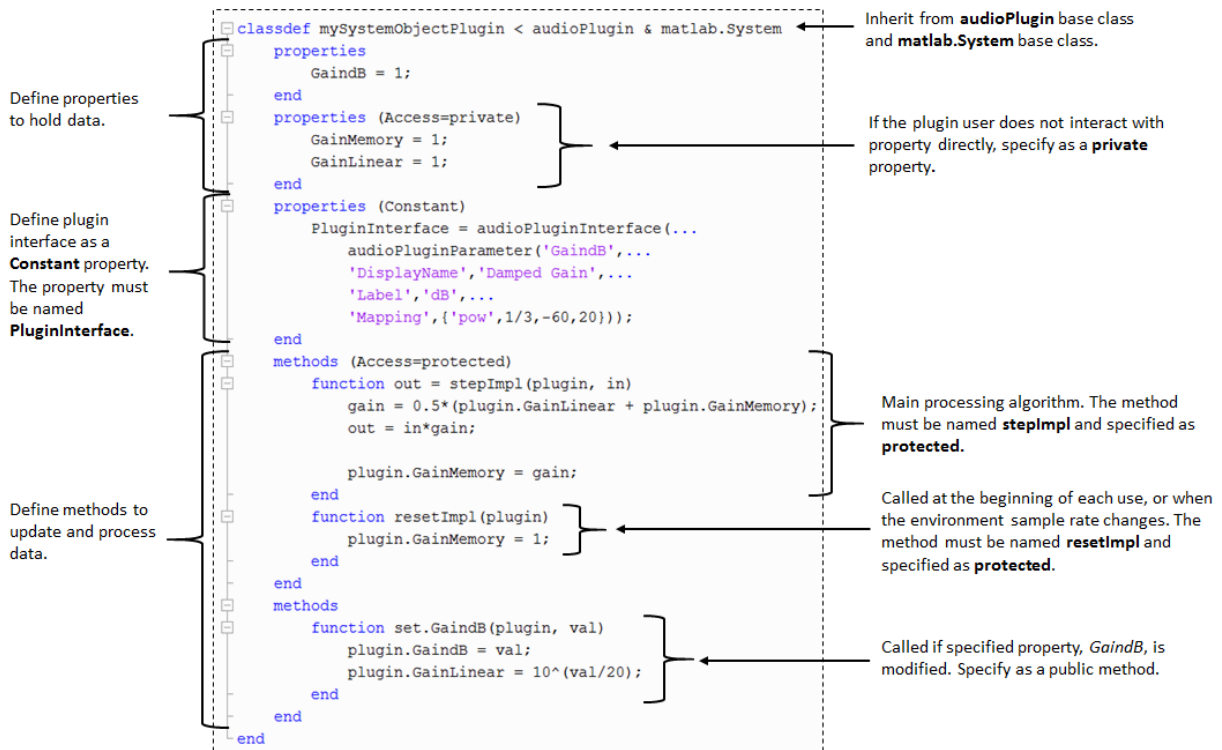 classdef mySystemObjectPlugin < audioPlugin & matlab.System
properties
GaindB = 1;
end
properties (Access=private)
GainMemory = 1;
GainLinear = 1;
end
properties (Constant)
PluginInterface = audioPluginInterface(...
audioPluginParameter('GaindB',...
'DisplayName','Damped Gain',...
'Label','dB',...
'Mapping',{'pow',1/3,-60,20}));
end
methods (Access=protected)
function out = stepImpl(plugin, in)
gain = 0.5*(plugin.GainLinear + plugin.GainMemory);
out = in*gain;
plugin.GainMemory = gain;
end
function resetImpl(plugin)
plugin.GainMemory = 1;
end
end
methods
function set.GaindB(plugin, val)
plugin.GaindB = val;
plugin.GainLinear = 10^(val/20);
end
end
end
Define properties
to hold data.
Define plugin
interface as a
Constant property.
The property must
be named
PluginInterface.
Define methods to
update and process
data.
Inherit from audioPlugin base class
and matlab.System base class.
If the plugin user does not interact with
property directly, specify as a private
property.
Main processing algorithm. The method
must be named stepImpl and specified as
protected.
Called at the beginning of each use, or when
the environment sample rate changes. The
method must be named resetImpl and
specified as protected.
Called if specified property, GaindB, is
modified. Specify as a public method.